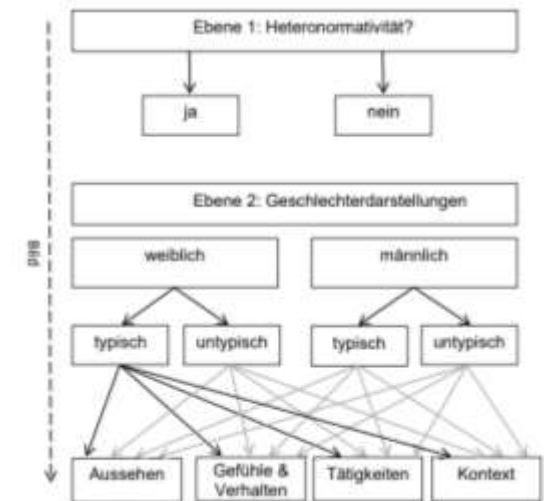 Ebene 1: Heteronormativität?
ja
nein
Ebene 2: Geschlechterdarstellungen
Bild
weiblich
männlich
typisch
untypisch
typisch
untypisch
Aussehen
Gefühle &
Verhalten
Tätigkeiten
Kontext